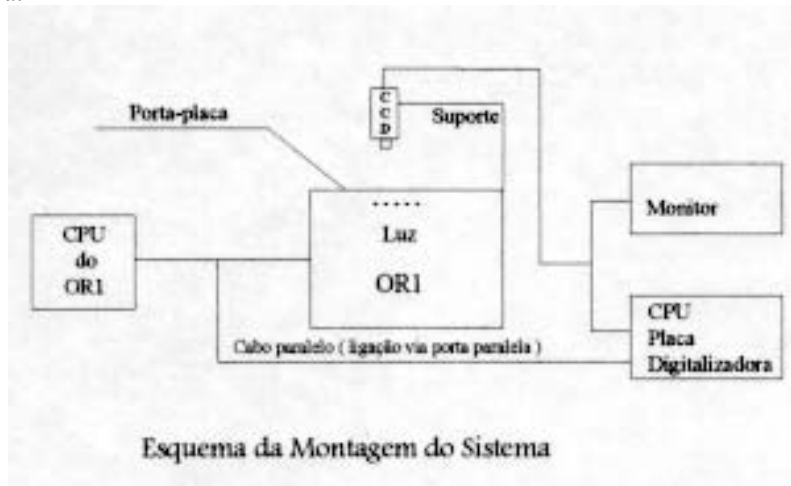 Porta-placa
C
C
D
Suporte
CPU
do
OR1
Luz
OR1
Monitor
CPU
Placa
Digitalizadora
Cabo paralelo ( ligação via porta paralela )
Esquema da Montagem do Sistema